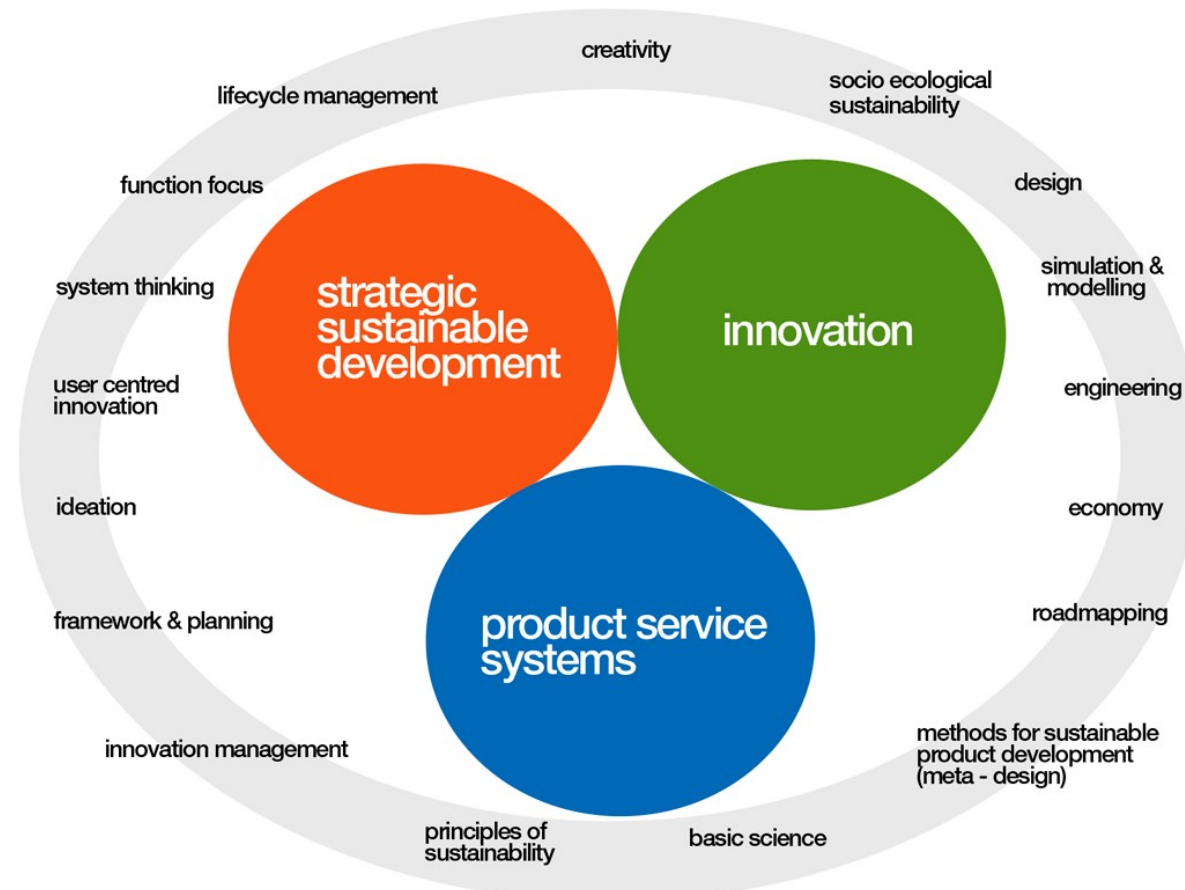 creativity
lifecycle management
socio ecological
sustainability
function focus
design
system thinking
simulation &
modelling
strategic
sustainable
development
innovation
user centred
innovation
engineering
ideation
economy
framework & planning
roadmapping
product service
systems
innovation management
methods for sustainable
product development
(meta - design)
principles of
sustainability
basic science